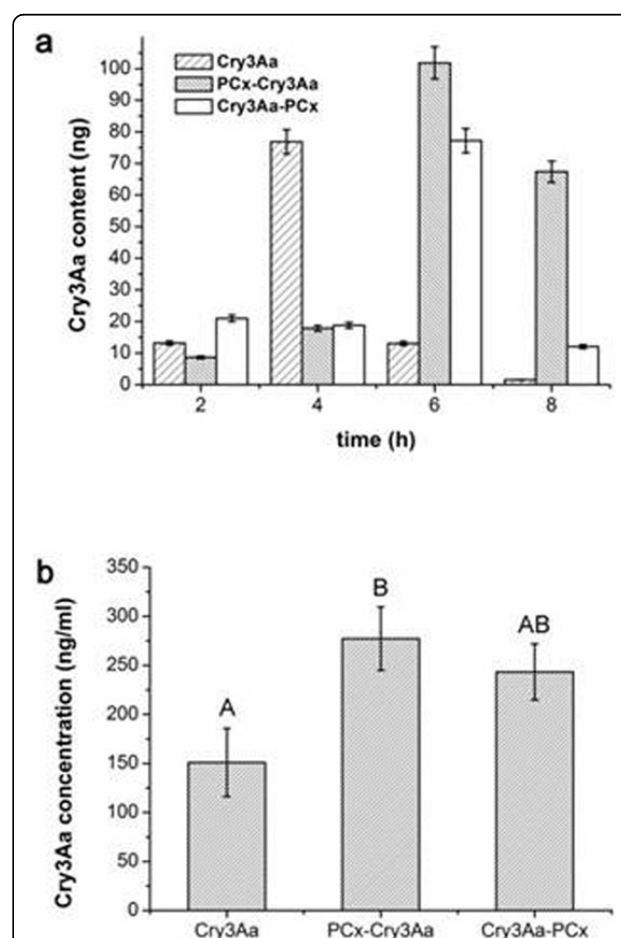 a
Cry3Aa
PCx-Cry3Aa
Cry3Aa-PCx
100
90
80
70
60
50
40
30
20
10
0
Cry3Aa content (ng)
2 4 6 8
time (h)
b
350
300
250
200
150
100
50
0
Cry3Aa concentration (ng/ml)
A
B
AB
Cry3Aa PCx-Cry3Aa Cry3Aa-PCx